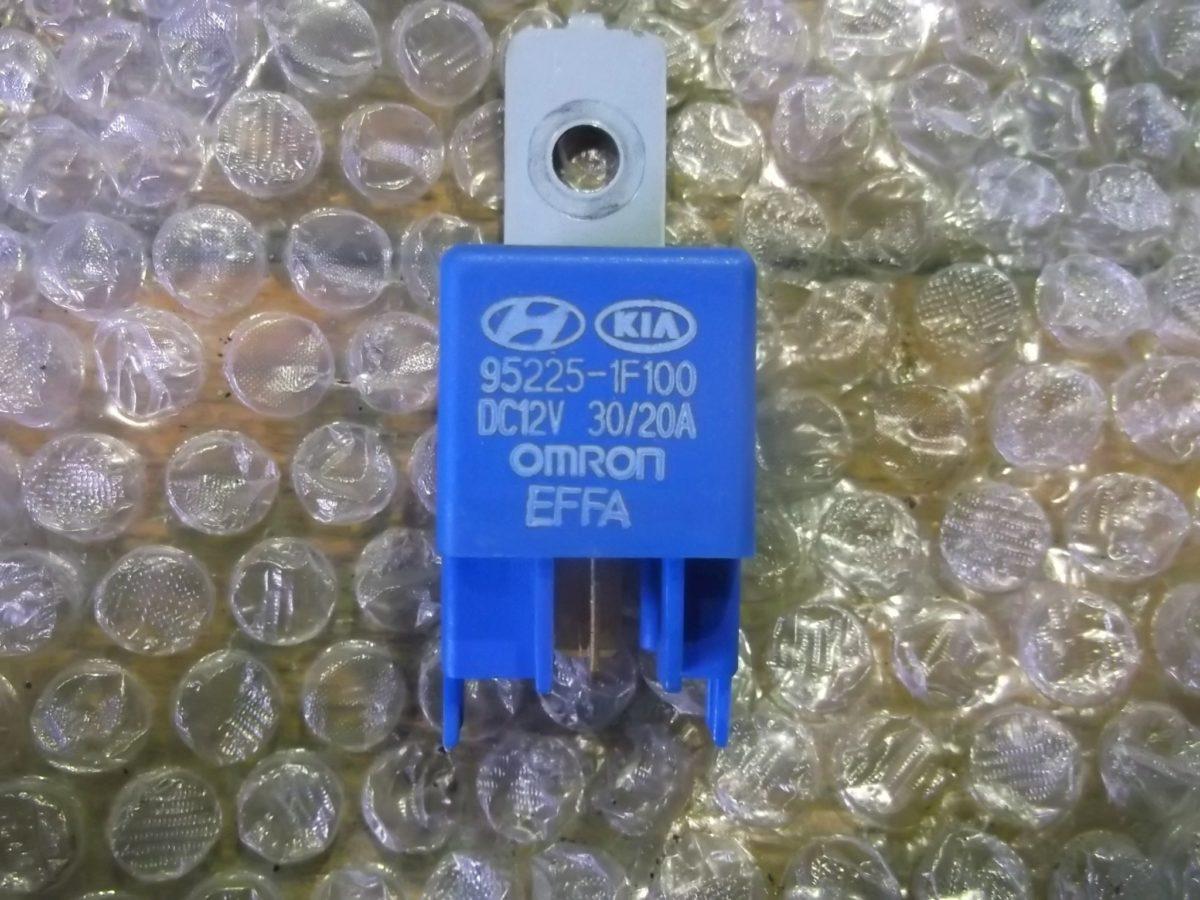 KIA
95225-1F100
DC12V 30/20A
omron
EFFA